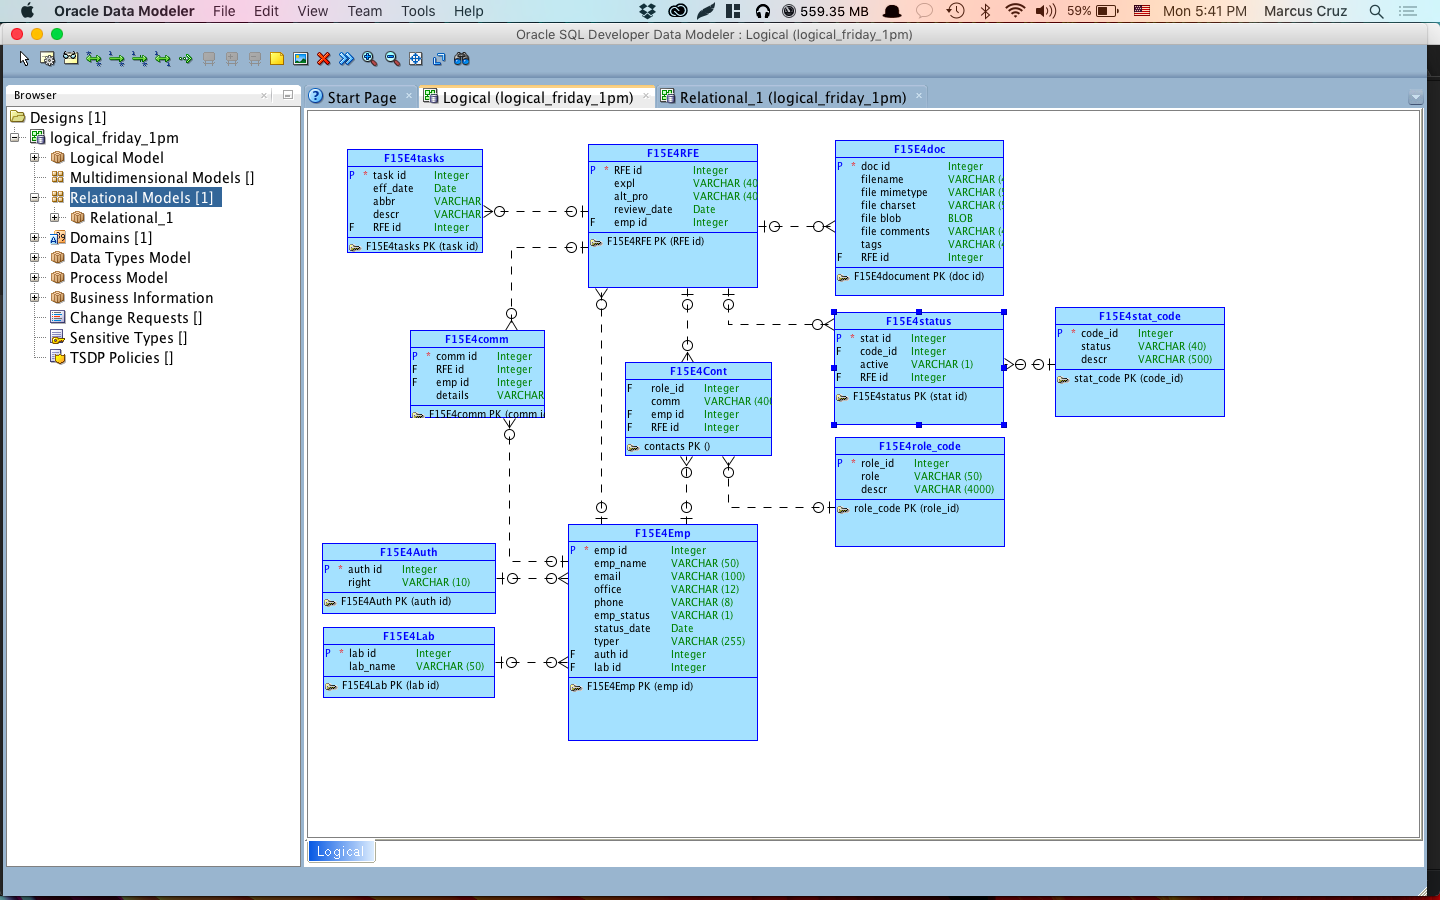 Oracle Data Modeler File Edit View Team Tools Help 559.35 MB 59% Mon 5:41 PM Marcus Cruz
Oracle SQL Developer Data Modeler : Logical (logical_friday_1pm)
Browser
Designs [1]
logical_friday_1pm
Logical Model
Multidimensional Models []
Relational Models [1]
Relational_1
Domains [1]
Data Types Model
Process Model
Business Information
Change Requests []
Sensitive Types []
TSDP Policies []
Start Page Logical (logical_friday_1pm) Relational_1 (logical_friday_1pm)
F15E4tasks
P * task id Integer
eff_date Date
abbr VARCHAR
descr VARCHAR
F RFE id Integer
F15E4tasks PK (task id)
F15E4RFE
P * RFE id Integer
expl VARCHAR (40
alt_pro VARCHAR (40
review_date Date
F emp id Integer
F15E4RFE PK (RFE id)
F15E4doc
P * doc id Integer
filename VARCHAR (
file mimetype VARCHAR (
file charset VARCHAR (
file blob BLOB
file comments VARCHAR (
tags VARCHAR (
F RFE id Integer
F15E4document PK (doc id)
F15E4comm
P * comm id Integer
F RFE id Integer
F emp id Integer
details VARCHAR
F15E4comm PK (comm i
F15E4Cont
F role_id Integer
comm VARCHAR (400
F emp id Integer
F RFE id Integer
contacts PK ()
F15E4status
P * stat id Integer
F code_id Integer
active VARCHAR (1)
F RFE id Integer
F15E4status PK (stat id)
F15E4stat_code
P * code_id Integer
status VARCHAR (40)
descr VARCHAR (500)
stat_code PK (code_id)
F15E4role_code
P * role_id Integer
role VARCHAR (50)
descr VARCHAR (4000)
role_code PK (role_id)
F15E4Auth
P * auth id Integer
right VARCHAR (10)
F15E4Auth PK (auth id)
F15E4Lab
P * lab id Integer
lab_name VARCHAR (50)
F15E4Lab PK (lab id)
F15E4Emp
P * emp id Integer
emp_name VARCHAR (50)
email VARCHAR (100)
office VARCHAR (12)
phone VARCHAR (8)
emp_status VARCHAR (1)
status_date Date
typer VARCHAR (255)
F auth id Integer
F lab id Integer
F15E4Emp PK (emp id)
Logical